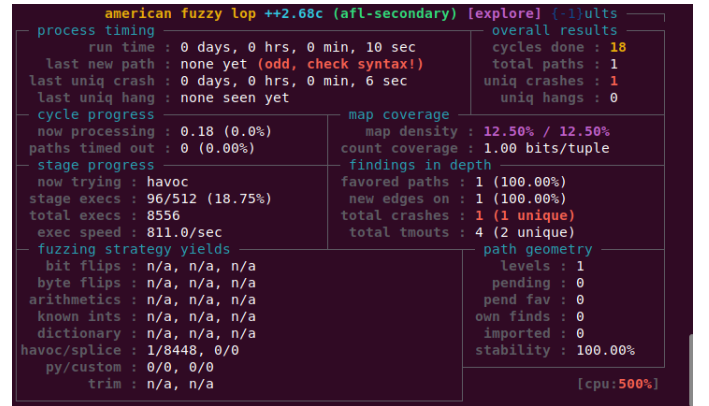 american fuzzy lop ++2.68c (afl-secondary) [explore] {-1}ults
process timing overall results
run time : 0 days, 0 hrs, 0 min, 10 sec cycles done : 18
last new path : none yet (odd, check syntax!) total paths : 1
last uniq crash : 0 days, 0 hrs, 0 min, 6 sec uniq crashes : 1
last uniq hang : none seen yet uniq hangs : 0
cycle progress map coverage
now processing : 0.18 (0.0%) map density : 12.50% / 12.50%
paths timed out : 0 (0.00%) count coverage : 1.00 bits/tuple
stage progress findings in depth
now trying : havoc favored paths : 1 (100.00%)
stage execs : 96/512 (18.75%) new edges on : 1 (100.00%)
total execs : 8556 total crashes : 1 (1 unique)
exec speed : 811.0/sec total tmouts : 4 (2 unique)
fuzzing strategy yields path geometry
bit flips : n/a, n/a, n/a levels : 1
byte flips : n/a, n/a, n/a pending : 0
arithmetics : n/a, n/a, n/a pend fav : 0
known ints : n/a, n/a, n/a own finds : 0
dictionary : n/a, n/a, n/a imported : 0
havoc/splice : 1/8448, 0/0 stability : 100.00%
py/custom : 0/0, 0/0
trim : n/a, n/a [cpu:500%]